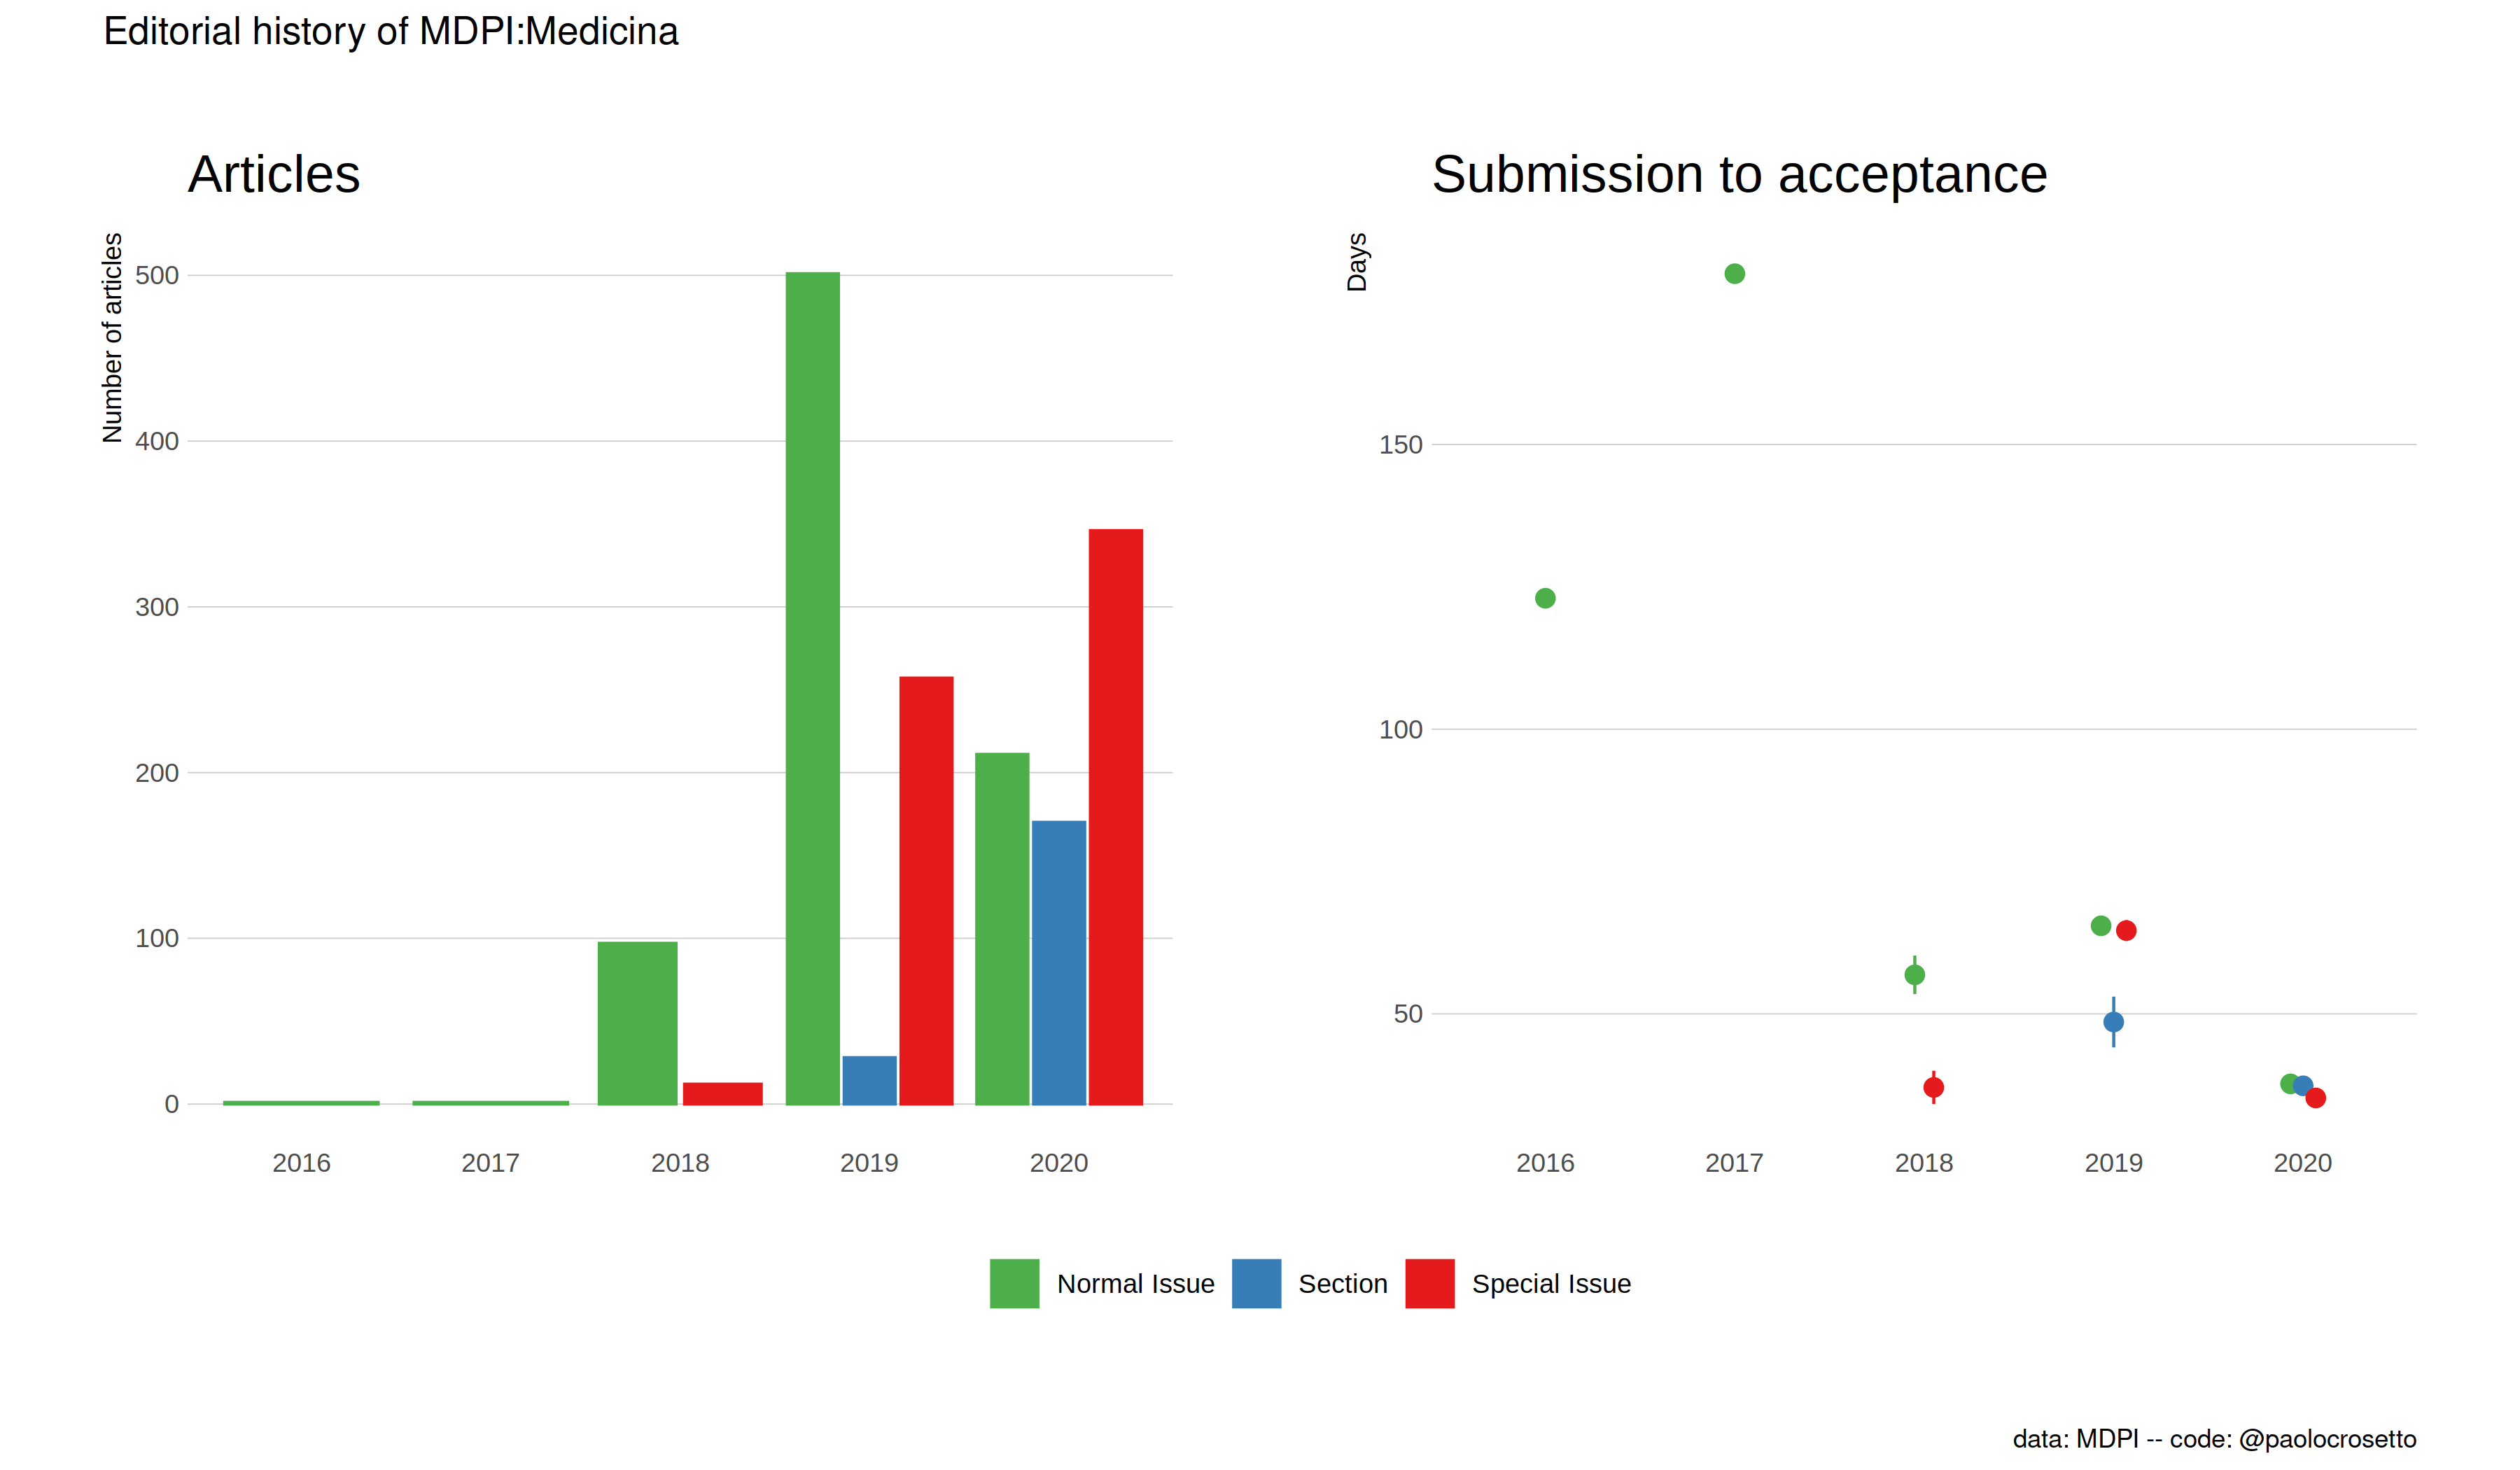 Editorial history of MDPI:Medicina
Articles
Number of articles
500
400
300
200
100
0
2016 2017 2018 2019 2020
Submission to acceptance
Days
150
100
50
2016 2017 2018 2019 2020
Normal Issue Section Special Issue
data: MDPI -- code: @paolocrosetto